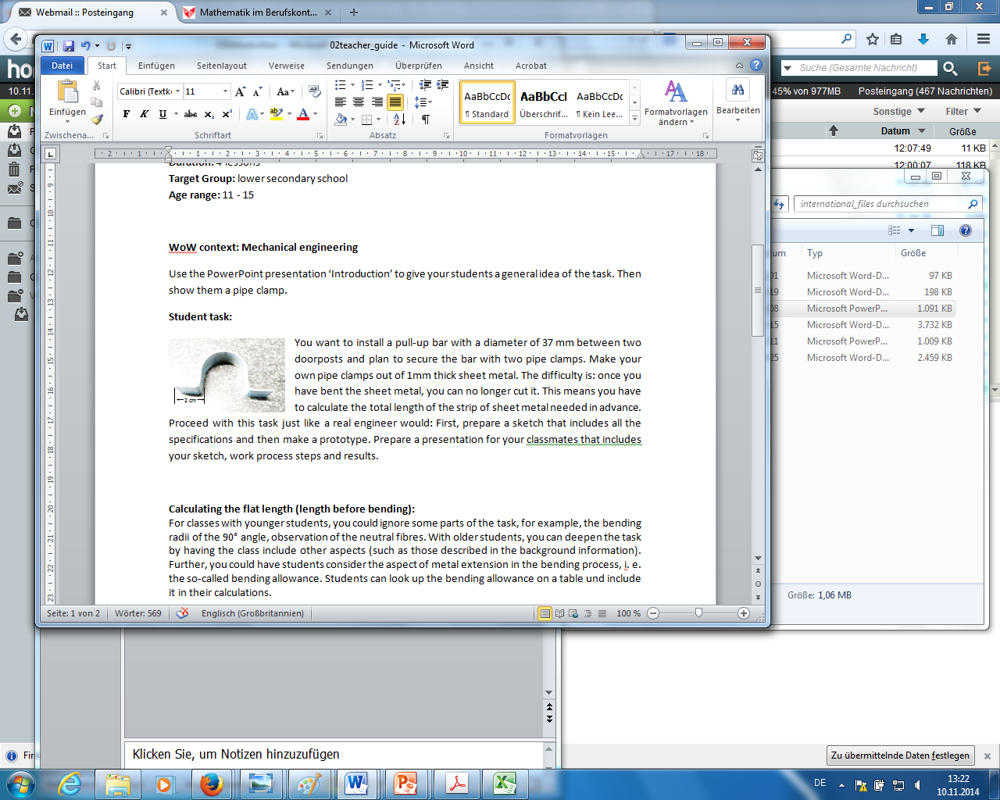 Webmail :: Posteingang
Mathematik im Berufskont...
02teacher_guide - Microsoft Word
Datei
Start
Einfügen
Seitenlayout
Verweise
Sendungen
Überprüfen
Ansicht
Acrobat
Einfügen
Zwischena...
Calibri (Textk
11
Schriftart
Absatz
AaBbCcDc
¶ Standard
AaBbCcl
Überschrif...
AaBbCcDc
¶ Kein Lee...
Formatvorlagen
ändern
Formatvorlagen
Bearbeiten
Target Group: lower secondary school
Age range: 11 - 15
WoW context: Mechanical engineering
Use the PowerPoint presentation ‘Introduction’ to give your students a general idea of the task. Then
show them a pipe clamp.
Student task:
You want to install a pull-up bar with a diameter of 37 mm between two
doorposts and plan to secure the bar with two pipe clamps. Make your
own pipe clamps out of 1mm thick sheet metal. The difficulty is: once you
have bent the sheet metal, you can no longer cut it. This means you have
to calculate the total length of the strip of sheet metal needed in advance.
2 cm
Proceed with this task just like a real engineer would: First, prepare a sketch that includes all the
specifications and then make a prototype. Prepare a presentation for your classmates that includes
your sketch, work process steps and results.
Calculating the flat length (length before bending):
For classes with younger students, you could ignore some parts of the task, for example, the bending
radii of the 90° angle, observation of the neutral fibres. With older students, you can deepen the task
by having the class include other aspects (such as those described in the background information).
Further, you could have students consider the aspect of metal extension in the bending process, i. e.
the so-called bending allowance. Students can look up the bending allowance on a table und include
it in their calculations.
Seite: 1 von 2
Wörter: 569
Englisch (Großbritannien)
100 %
Suche (Gesamte Nachricht)
10.11.
45% von 977MB
Posteingang (467 Nachrichten)
Sonstige
Filter
Datum
Größe
12:07:49
11 KB
12:00:07
118 KB
international_files durchsuchen
Typ
Größe
Microsoft Word-D...
97 KB
Microsoft Word-D...
198 KB
Microsoft PowerP...
1.091 KB
Microsoft Word-D...
3.732 KB
Microsoft PowerP...
1.009 KB
Microsoft Word-D...
2.459 KB
Größe: 1,06 MB
Klicken Sie, um Notizen hinzuzufügen
Zu übermittelnde Daten festlegen
DE
13:22
10.11.2014